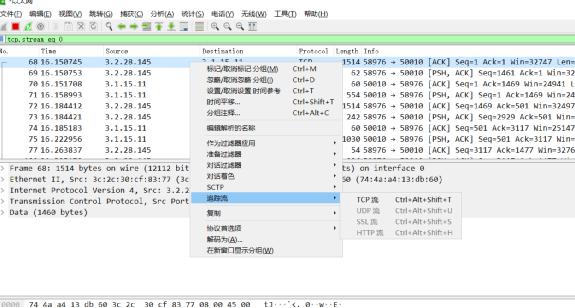 以太网
文件(F) 编辑(E) 视图(V) 跳转(G) 捕获(C) 分析(A) 统计(S) 电话(Y) 无线(W) 工具(T) 帮助(H)
tcp.stream eq 0
No. Time Source Destination Protocol Length Info
68 16.150745 3.2.28.145 3.1.15.11 TCP 1514 58976 → 50010 [ACK] Seq=1 Ack=1 Win=32747 Len=
69 16.150753 3.2.28.145 62 58976 → 50010 [PSH, ACK] Seq=1461 Ack=1 Win=32
70 16.151708 3.1.15.11 60 50010 → 58976 [ACK] Seq=1 Ack=1469 Win=24941 L
71 16.158993 3.1.15.11 554 50010 → 58976 [PSH, ACK] Seq=1 Ack=1469 Win=24
72 16.184412 3.2.28.145 1514 58976 → 50010 [ACK] Seq=1469 Ack=501 Win=32497
73 16.184421 3.2.28.145 242 58976 → 50010 [PSH, ACK] Seq=2929 Ack=501 Win=
74 16.185183 3.1.15.11 60 50010 → 58976 [ACK] Seq=501 Ack=3117 Win=25147
75 16.222956 3.1.15.11 1030 50010 → 58976 [PSH, ACK] Seq=501 Ack=3117 Win=
76 16.263837 3.2.28.145 54 58976 → 50010 [ACK] Seq=3117 Ack=1477 Win=3276
标记/取消标记 分组(M) Ctrl+M
忽略/取消忽略 分组(I) Ctrl+D
设置/取消设置 时间参考 Ctrl+T
时间平移... Ctrl+Shift+T
分组注释... Ctrl+Alt+C
编辑解析的名称
作为过滤器应用
准备过滤器
对话过滤器
对话着色
SCTP
追踪流
复制
协议首选项
解码为(A)...
在新窗口显示分组(W)
TCP 流 Ctrl+Alt+Shift+T
UDP 流 Ctrl+Alt+Shift+U
SSL 流 Ctrl+Alt+Shift+S
HTTP 流 Ctrl+Alt+Shift+H
> Frame 68: 1514 bytes on wire (12112 bit ts) on interface 0
> Ethernet II, Src: 3c:2c:30:cf:83:77 (3c 60 (74:4a:a4:13:db:60)
> Internet Protocol Version 4, Src: 3.2.2
> Transmission Control Protocol, Src Port
> Data (1460 bytes)
0000 74 4a a4 13 db 60 3c 2c 30 cf 83 77 08 00 45 00 tJ···`<, 0··w··E·